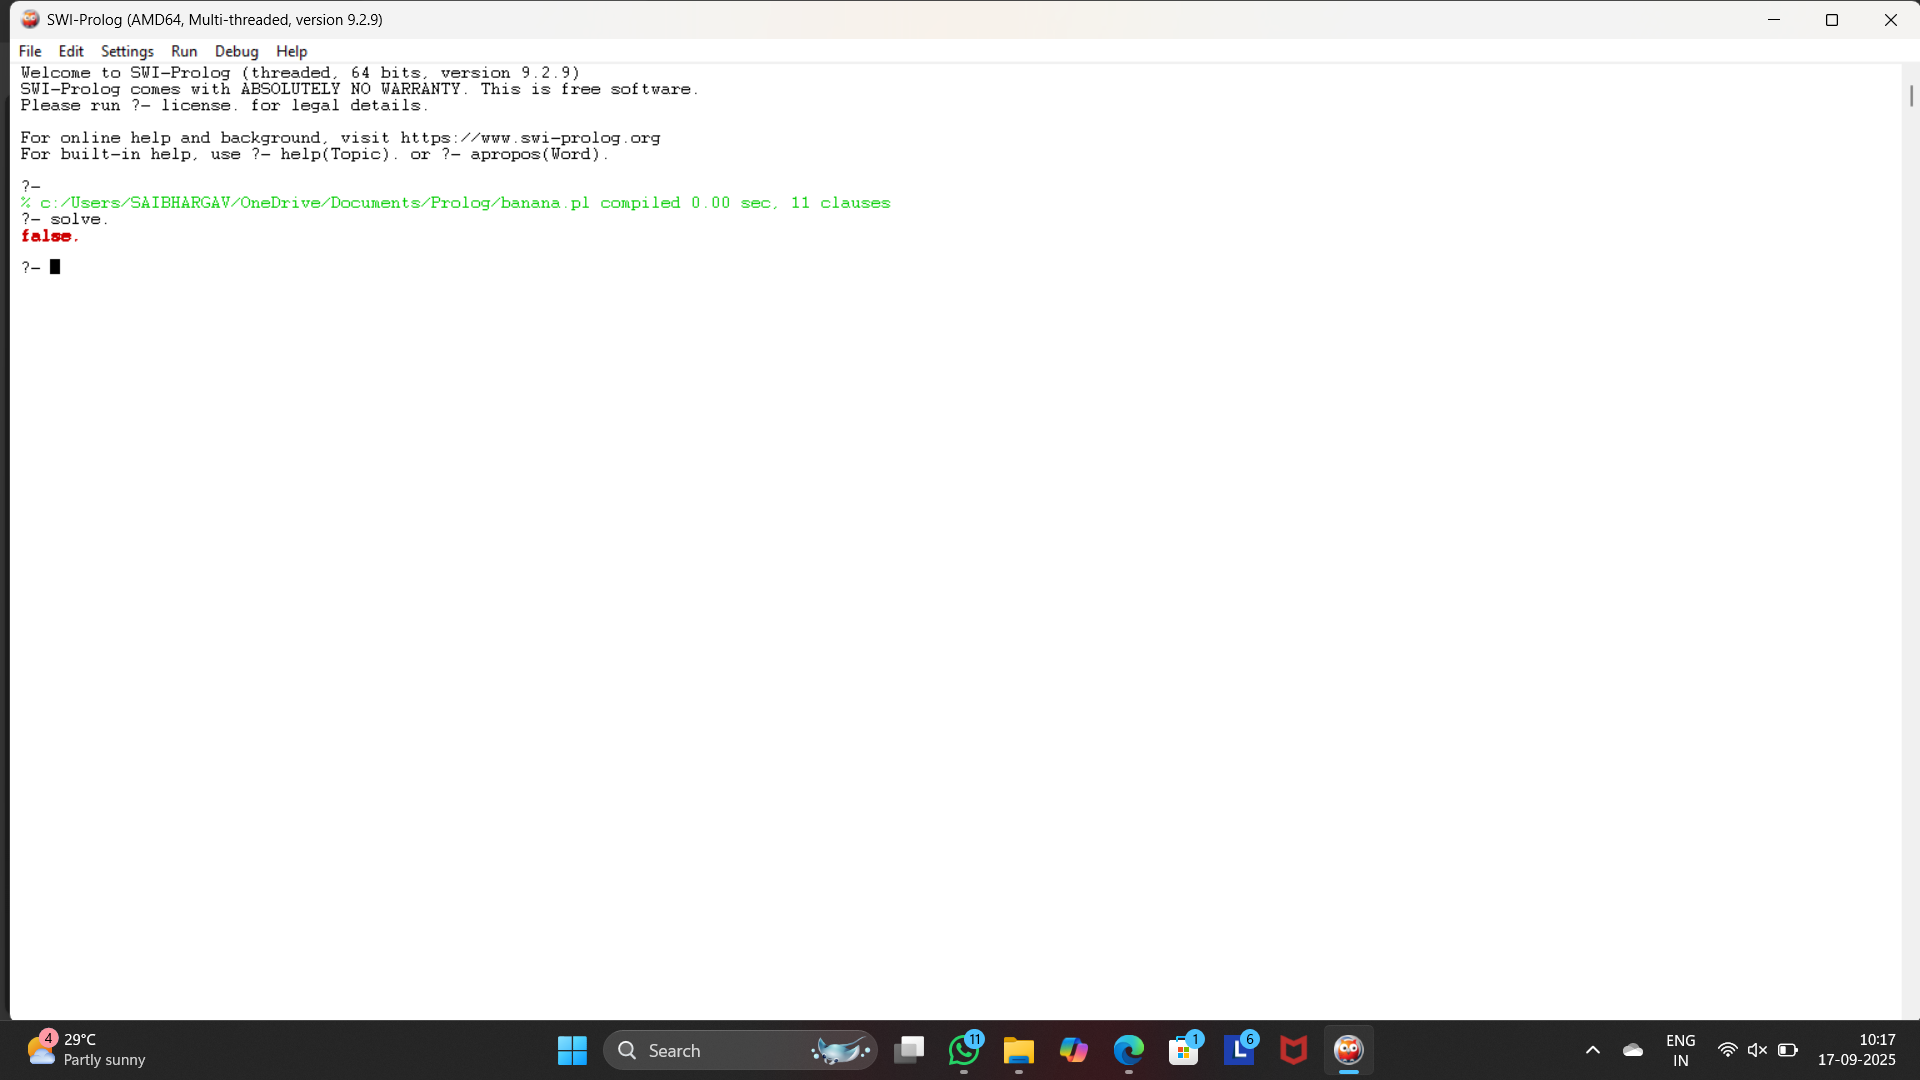 SWI-Prolog (AMD64, Multi-threaded, version 9.2.9)
File Edit Settings Run Debug Help
Welcome to SWI-Prolog (threaded, 64 bits, version 9.2.9)
SWI-Prolog comes with ABSOLUTELY NO WARRANTY. This is free software.
Please run ?- license. for legal details.
For online help and background, visit https://www.swi-prolog.org
For built-in help, use ?- help(Topic). or ?- apropos(Word).
?-
% c:/Users/SAIBHARGAV/OneDrive/Documents/Prolog/banana.pl compiled 0.00 sec, 11 clauses
?- solve.
false.
?-
4 29°C
Partly sunny
Search
11
1
L 6
ENG
IN
10:17
17-09-2025